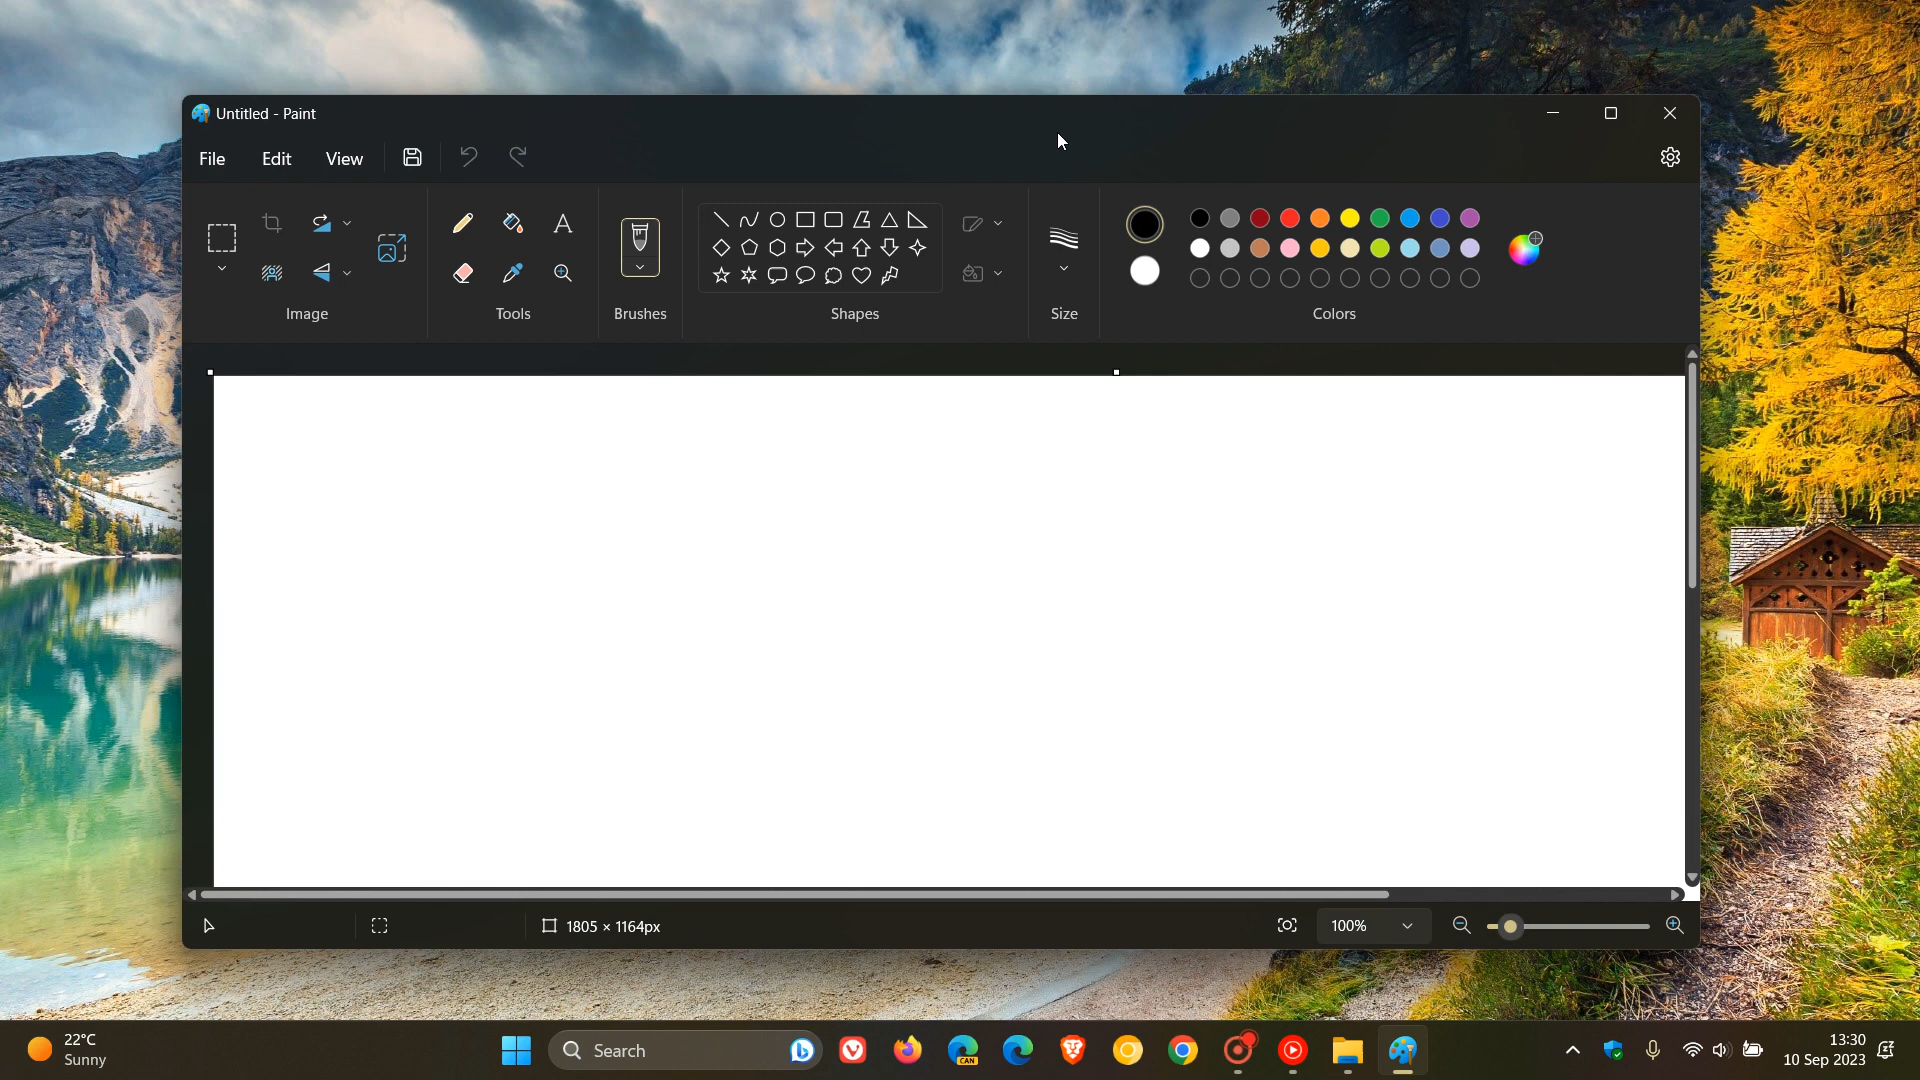 Untitled - Paint
File Edit View
Image Tools Brushes Shapes Size Colors
1805 × 1164px 100%
22°C
Sunny
Search
CAN
13:30
10 Sep 2023